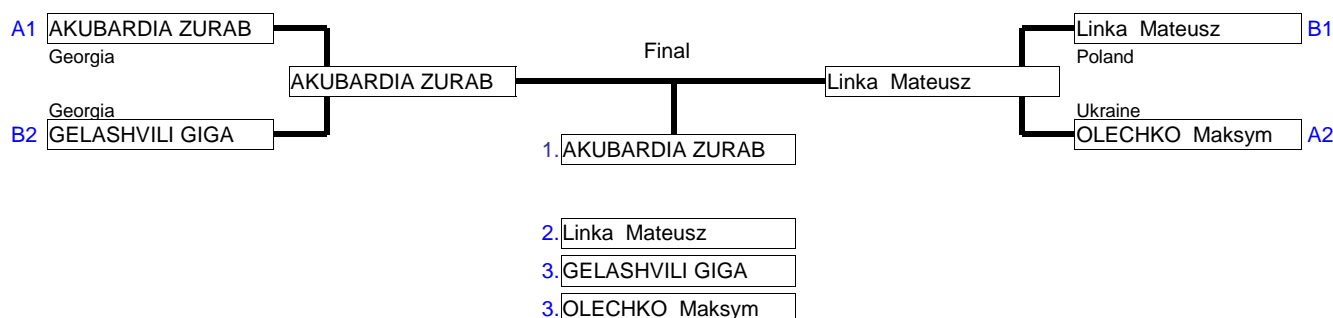 A1 AKUBARDIA ZURAB
Georgia
Georgia
B2 GELASHVILI GIGA
AKUBARDIA ZURAB
Final
Linka Mateusz
Linka Mateusz B1
Poland
Ukraine
OLECHKO Maksym A2
1. AKUBARDIA ZURAB
2. Linka Mateusz
3. GELASHVILI GIGA
3. OLECHKO Maksym